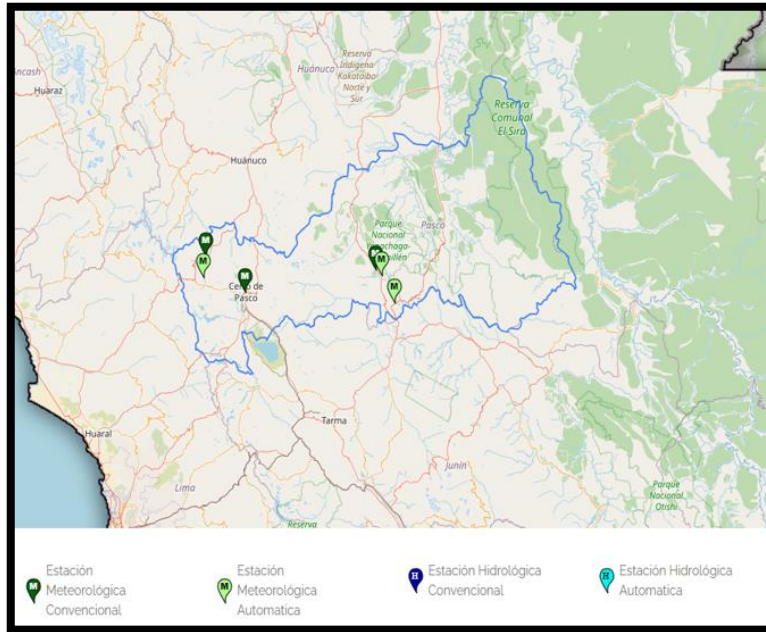 Huaraz
Huánuco
Reserva
Indígena
Kakataibo
Norte y
Sur
Huánuco
Reserva
Comunal
El Sira
Parque
Nacional
Pasco
M
M
M
M
M
Cerro de
Pasco
Huaral
Lima
Tarma
Junín
Reserva
Parque
Nacional
Otishi
M
Estación
Meteorológica
Convencional
M
Estación
Meteorológica
Automatica
H
Estación Hidrológica
Convencional
H
Estación Hidrológica
Automatica